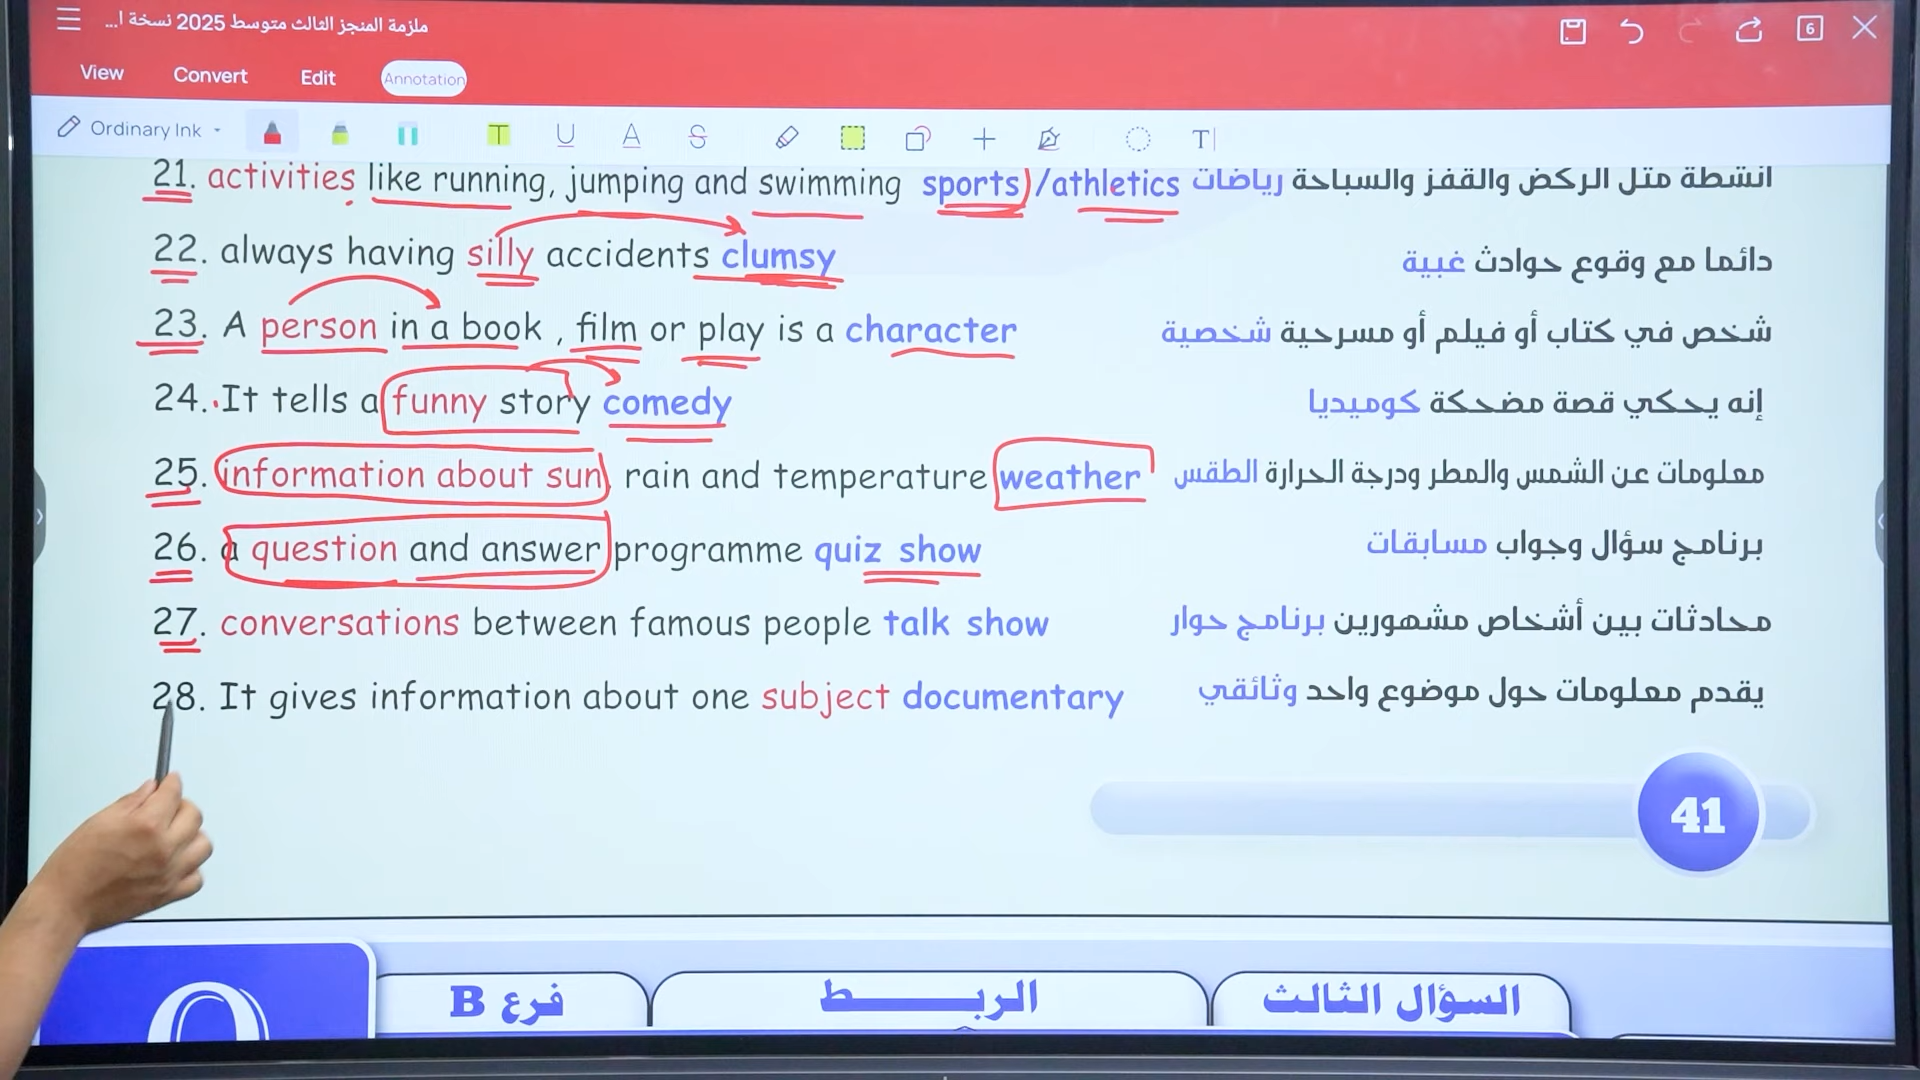 ملزمة المنجز الثالث متوسط 2025 نسخة ا...
6
View Convert Edit Annotation
Ordinary Ink
21. activities like running, jumping and swimming sports/athletics انشطة مثل الركض والقفز والسباحة رياضات
22. always having silly accidents clumsy دائما مع وقوع حوادث غبية
23. A person in a book , film or play is a character شخص في كتاب أو فيلم أو مسرحية شخصية
24. It tells a funny story comedy إنه يحكي قصة مضحكة كوميديا
25. information about sun, rain and temperature weather معلومات عن الشمس والمطر ودرجة الحرارة الطقس
26. a question and answer programme quiz show برنامج سؤال وجواب مسابقات
27. conversations between famous people talk show محادثات بين أشخاص مشهورين برنامج حوار
28. It gives information about one subject documentary يقدم معلومات حول موضوع واحد وثائقي
41
السؤال الثالث الربــــط فرع B